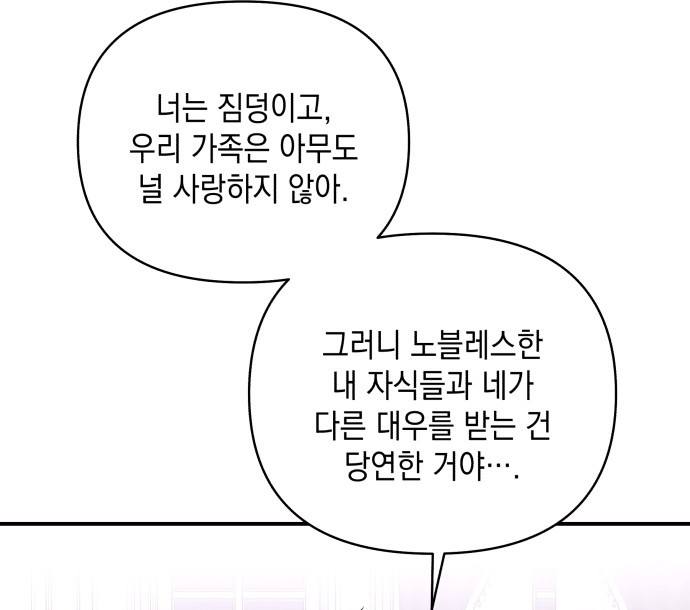 너는 짐덩이고,
우리 가족은 아무도
널 사랑하지 않아.
그러니 노블레스한
내 자식들과 네가
다른 대우를 받는 건
당연한 거야….